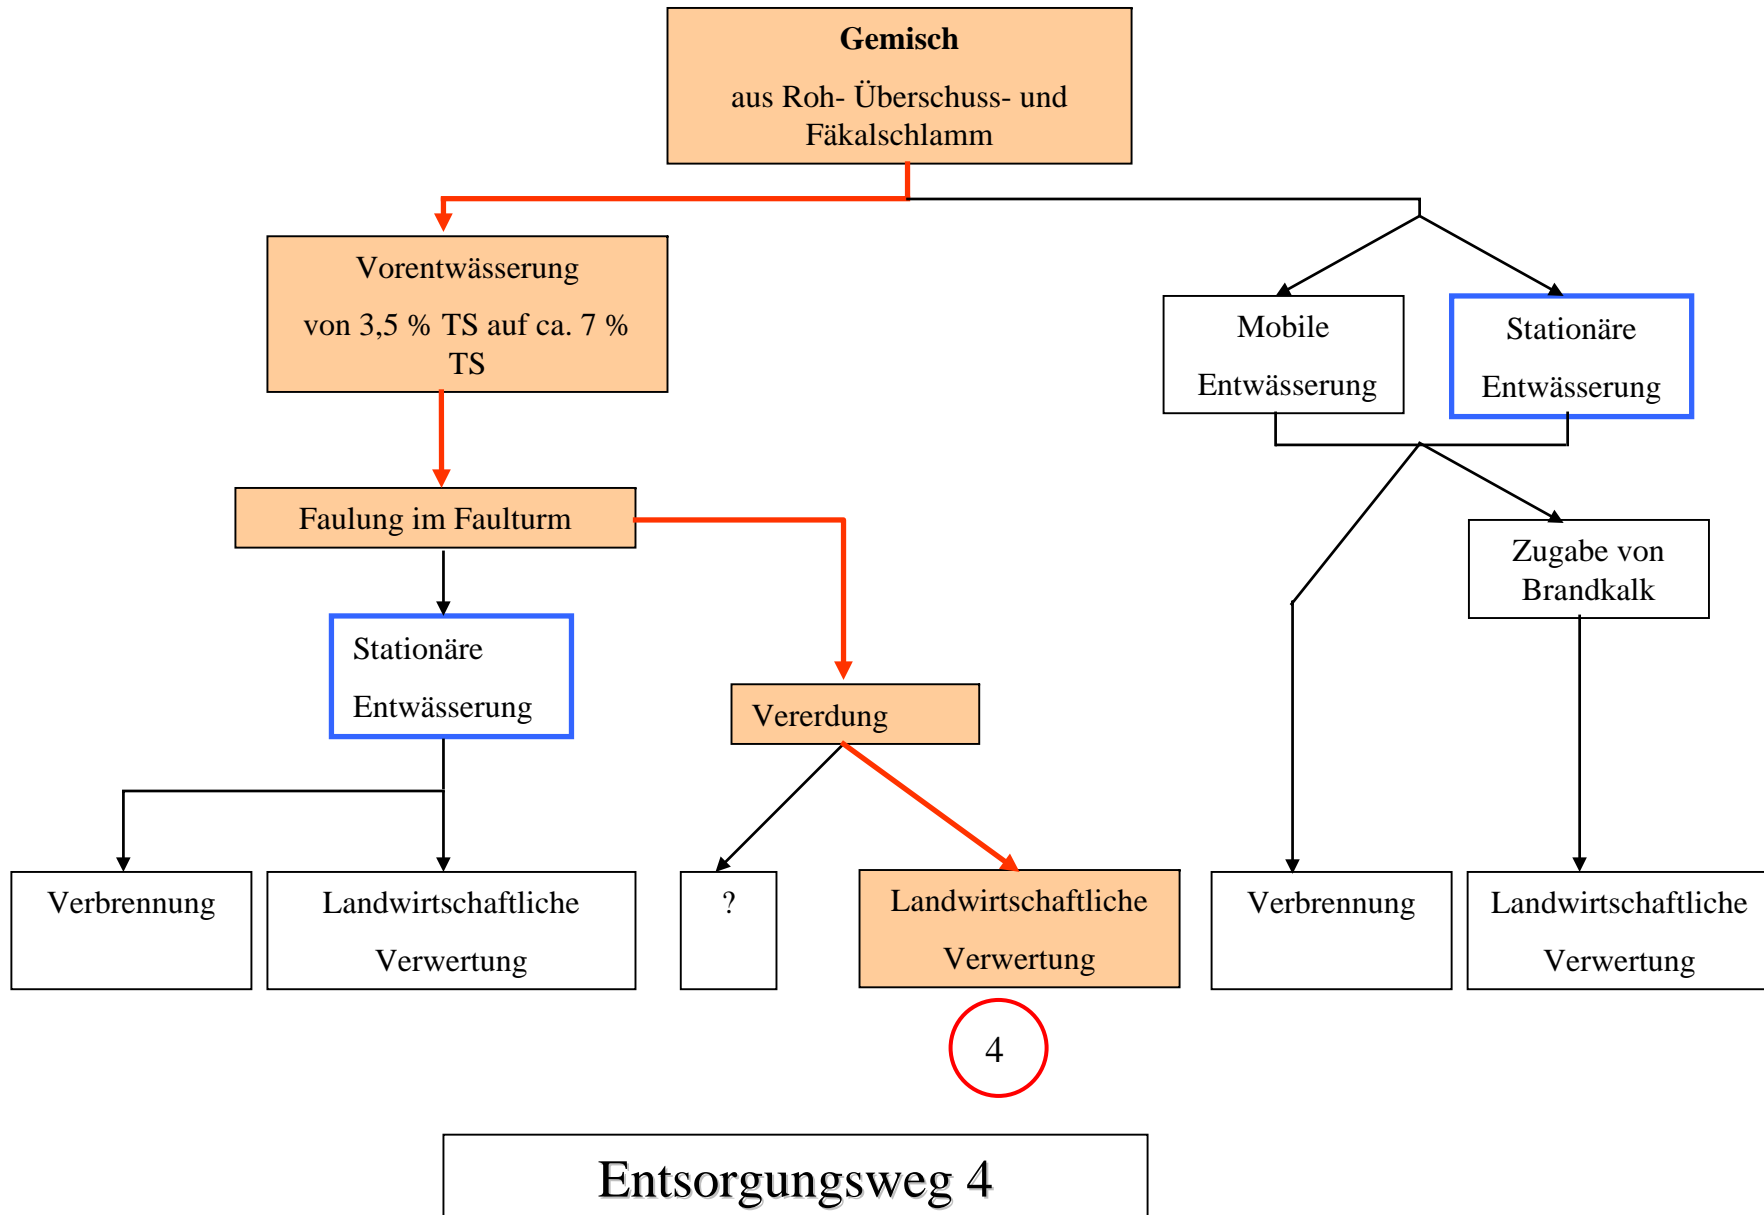 Gemisch
aus Roh- Überschuss- und
Fäkalschlamm
Vorentwässerung
von 3,5 % TS auf ca. 7 %
TS
Mobile
Entwässerung
Stationäre
Entwässerung
Faulung im Faulturm
Zugabe von
Brandkalk
Stationäre
Entwässerung
Vererdung
Verbrennung
Landwirtschaftliche
Verwertung
?
Landwirtschaftliche
Verwertung
Verbrennung
Landwirtschaftliche
Verwertung
4
Entsorgungsweg 4